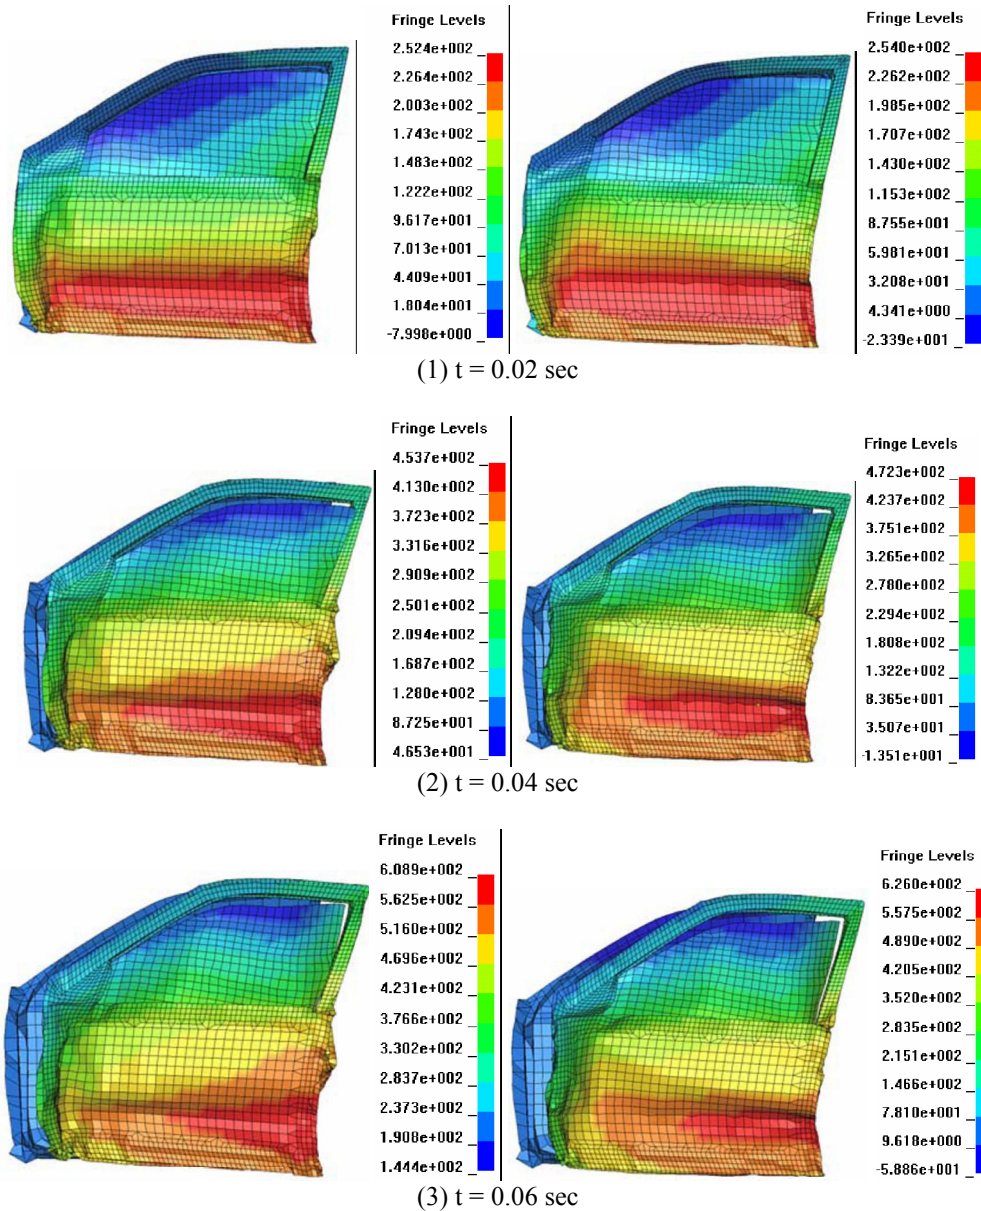 Fringe Levels
2.524e+002
2.264e+002
2.003e+002
1.743e+002
1.483e+002
1.222e+002
9.617e+001
7.013e+001
4.409e+001
1.804e+001
-7.998e+000
Fringe Levels
2.540e+002
2.262e+002
1.985e+002
1.707e+002
1.430e+002
1.153e+002
8.755e+001
5.981e+001
3.208e+001
4.341e+000
-2.339e+001
(1) t = 0.02 sec
Fringe Levels
4.537e+002
4.130e+002
3.723e+002
3.316e+002
2.909e+002
2.501e+002
2.094e+002
1.687e+002
1.280e+002
8.725e+001
4.653e+001
Fringe Levels
4.723e+002
4.237e+002
3.751e+002
3.265e+002
2.780e+002
2.294e+002
1.808e+002
1.322e+002
8.365e+001
3.507e+001
-1.351e+001
(2) t = 0.04 sec
Fringe Levels
6.089e+002
5.625e+002
5.160e+002
4.696e+002
4.231e+002
3.766e+002
3.302e+002
2.837e+002
2.373e+002
1.908e+002
1.444e+002
Fringe Levels
6.260e+002
5.575e+002
4.890e+002
4.205e+002
3.520e+002
2.835e+002
2.151e+002
1.466e+002
7.810e+001
9.618e+000
-5.886e+001
(3) t = 0.06 sec